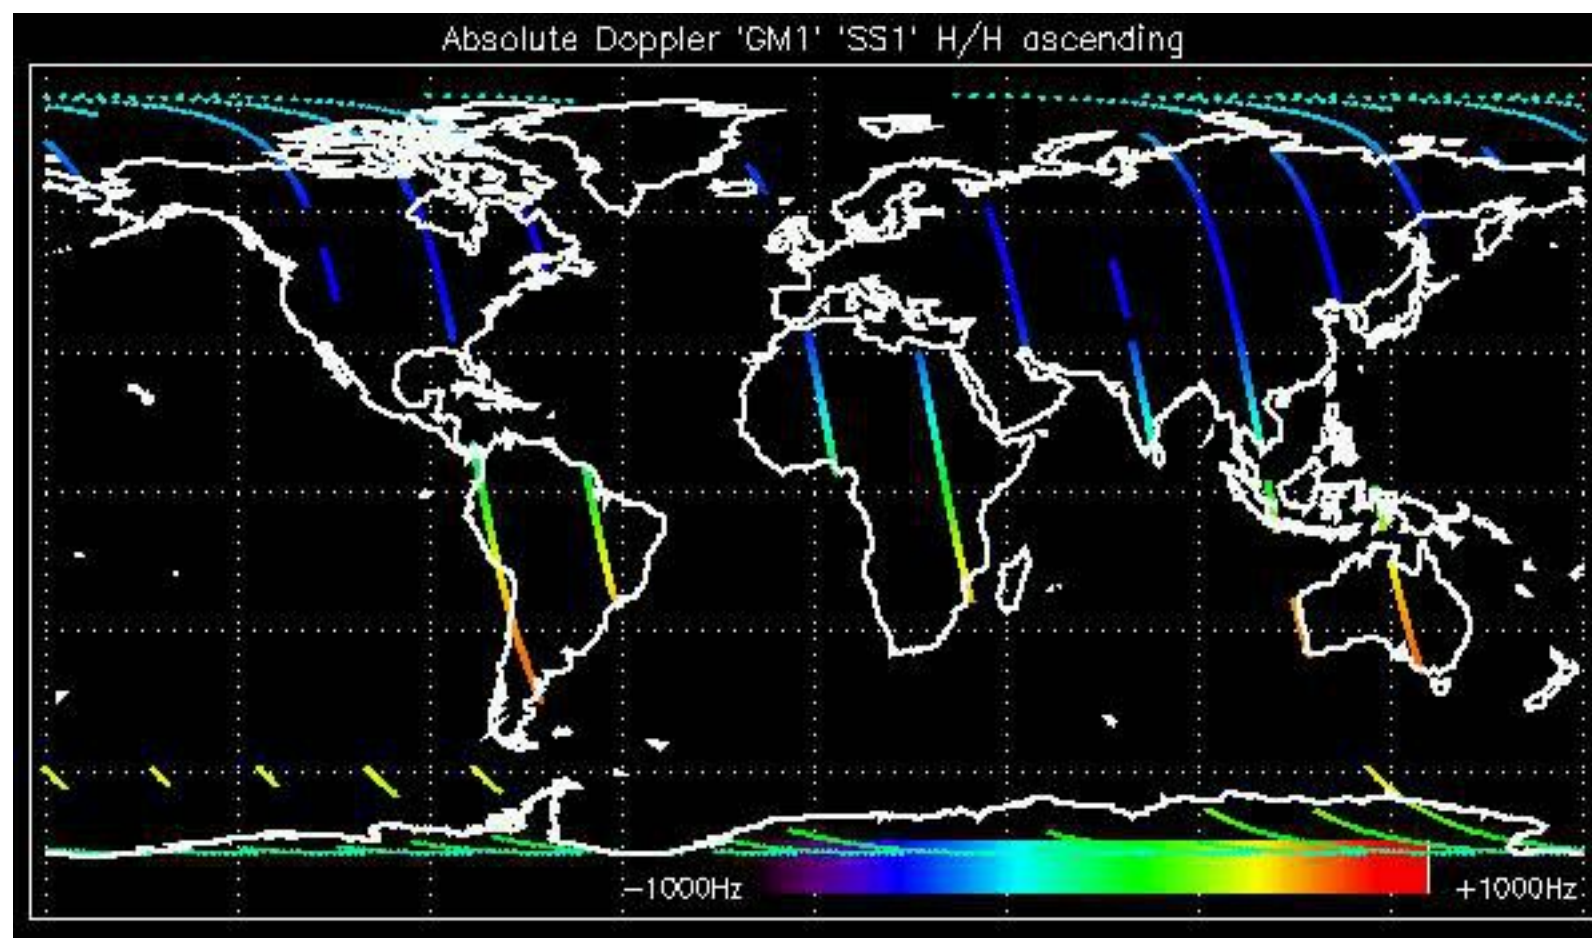 Absolute Doppler 'GM1' 'SS1' H/H ascending
−1000Hz +1000Hz